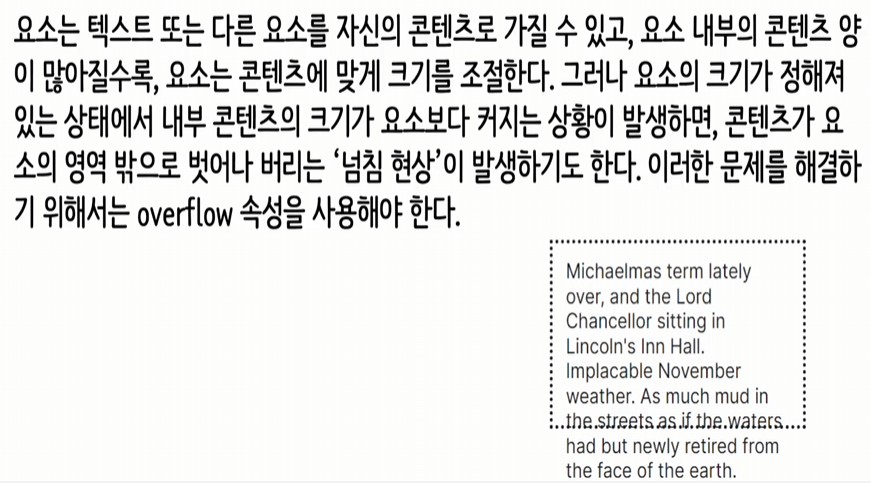 요소는 텍스트 또는 다른 요소를 자신의 콘텐츠로 가질 수 있고, 요소 내부의 콘텐츠 양
이 많아질수록, 요소는 콘텐츠에 맞게 크기를 조절한다. 그러나 요소의 크기가 정해져
있는 상태에서 내부 콘텐츠의 크기가 요소보다 커지는 상황이 발생하면, 콘텐츠가 요
소의 영역 밖으로 벗어나 버리는 ‘넘침 현상’이 발생하기도 한다. 이러한 문제를 해결하
기 위해서는 overflow 속성을 사용해야 한다.
Michaelmas term lately
over, and the Lord
Chancellor sitting in
Lincoln's Inn Hall.
Implacable November
weather. As much mud in
the streets as if the waters
had but newly retired from
the face of the earth.